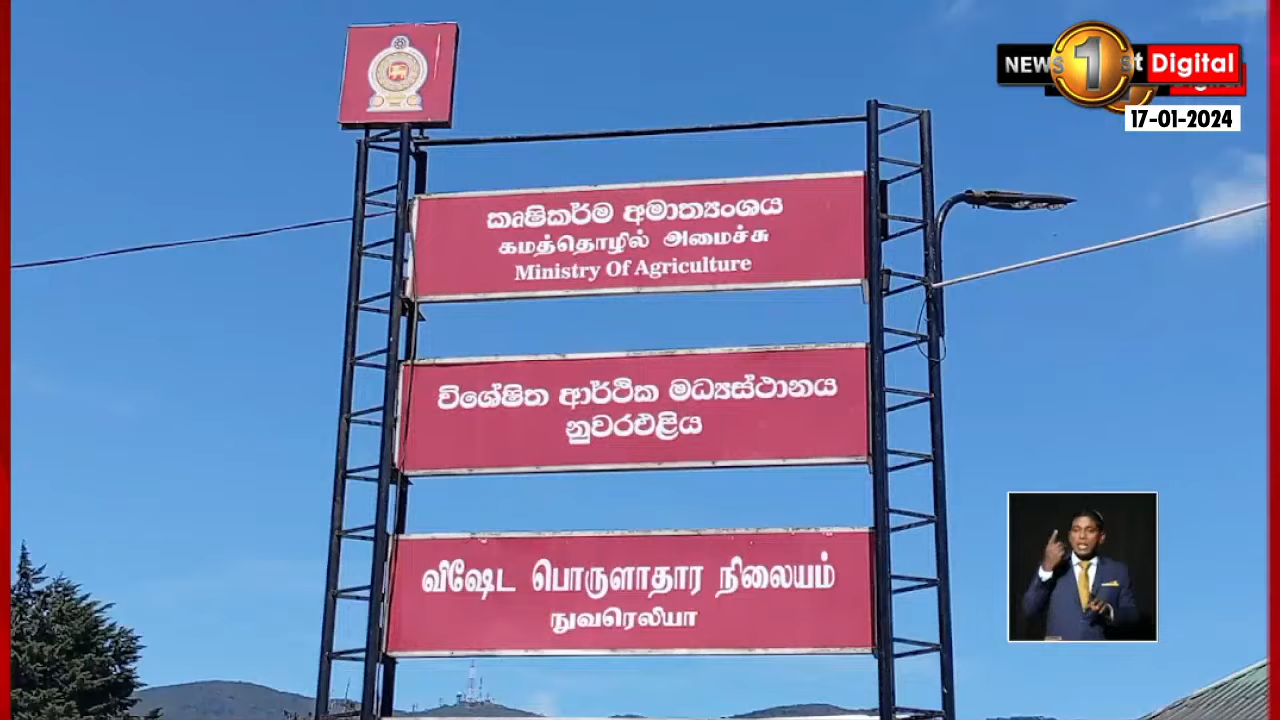 NEWS 1st Digital
17-01-2024
කෘෂිකර්ම අමාත්‍යංශය
கமத்தொழில் அமைச்சு
Ministry Of Agriculture
විශේෂිත ආර්ථික මධ්‍යස්ථානය
නුවරඑළිය
விஷேட பொருளாதார நிலையம்
நுவரெலியா